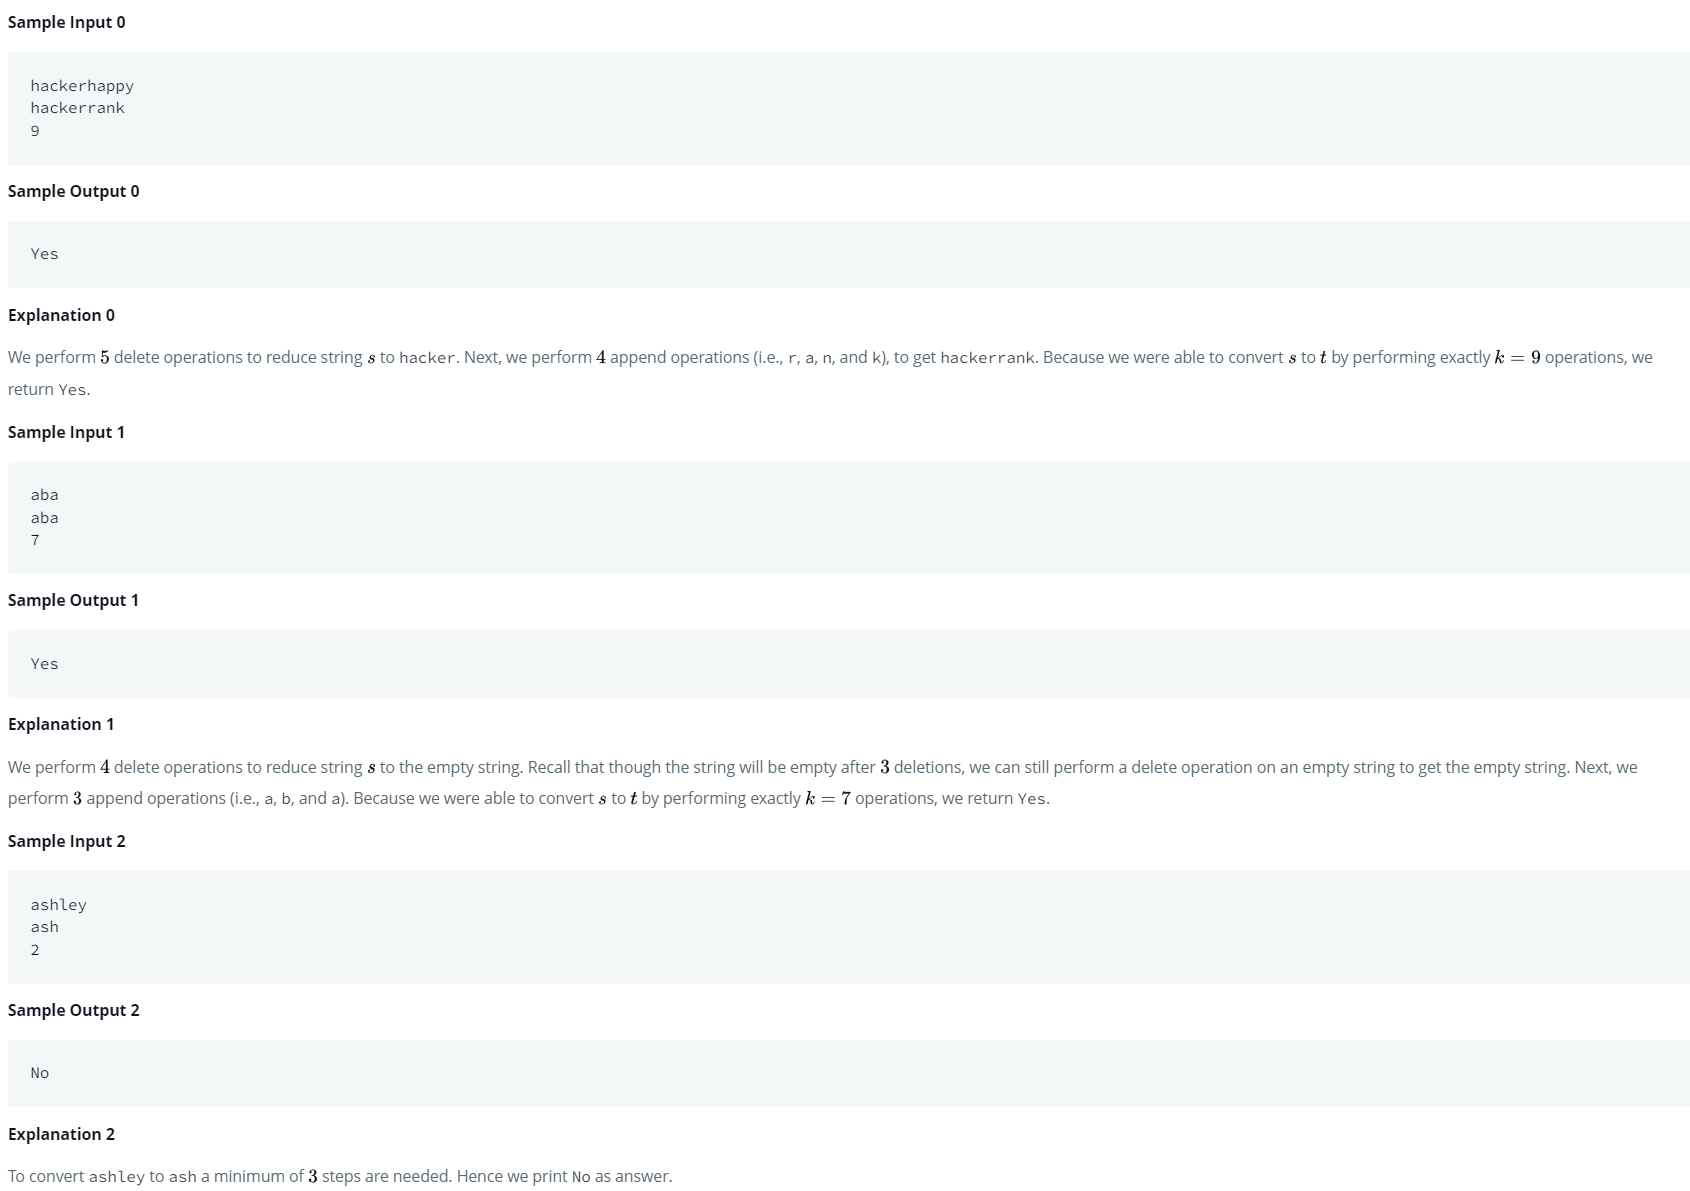 Sample Input 0
hackerhappy
hackerrank
9
Sample Output 0
Yes
Explanation 0
We perform 5 delete operations to reduce string s to hacker. Next, we perform 4 append operations (i.e., r, a, n, and k), to get hackerrank. Because we were able to convert s to t by performing exactly k = 9 operations, we
return Yes.
Sample Input 1
aba
aba
7
Sample Output 1
Yes
Explanation 1
We perform 4 delete operations to reduce string s to the empty string. Recall that though the string will be empty after 3 deletions, we can still perform a delete operation on an empty string to get the empty string. Next, we
perform 3 append operations (i.e., a, b, and a). Because we were able to convert s to t by performing exactly k = 7 operations, we return Yes.
Sample Input 2
ashley
ash
2
Sample Output 2
No
Explanation 2
To convert ashley to ash a minimum of 3 steps are needed. Hence we print No as answer.